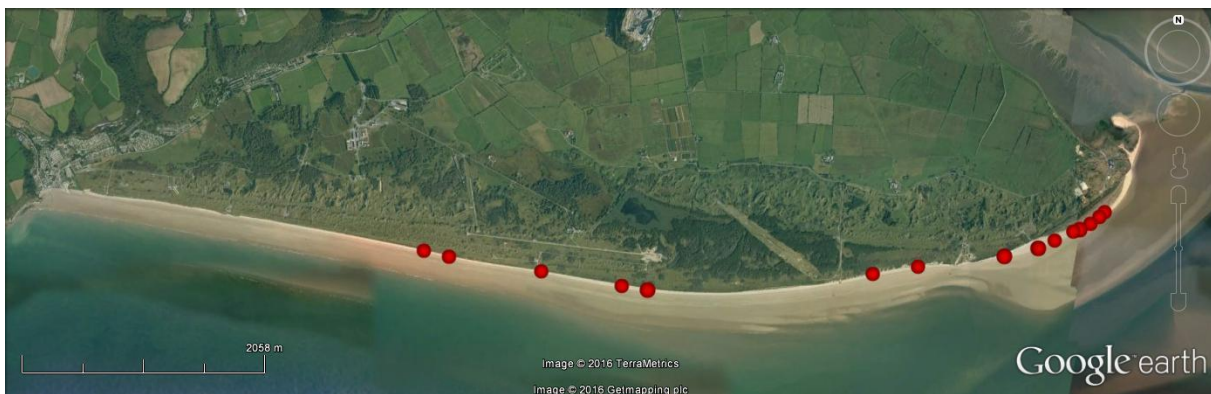 N
2058 m
Image © 2016 TerraMetrics
Image © 2016 Getmapping plc
Google earth